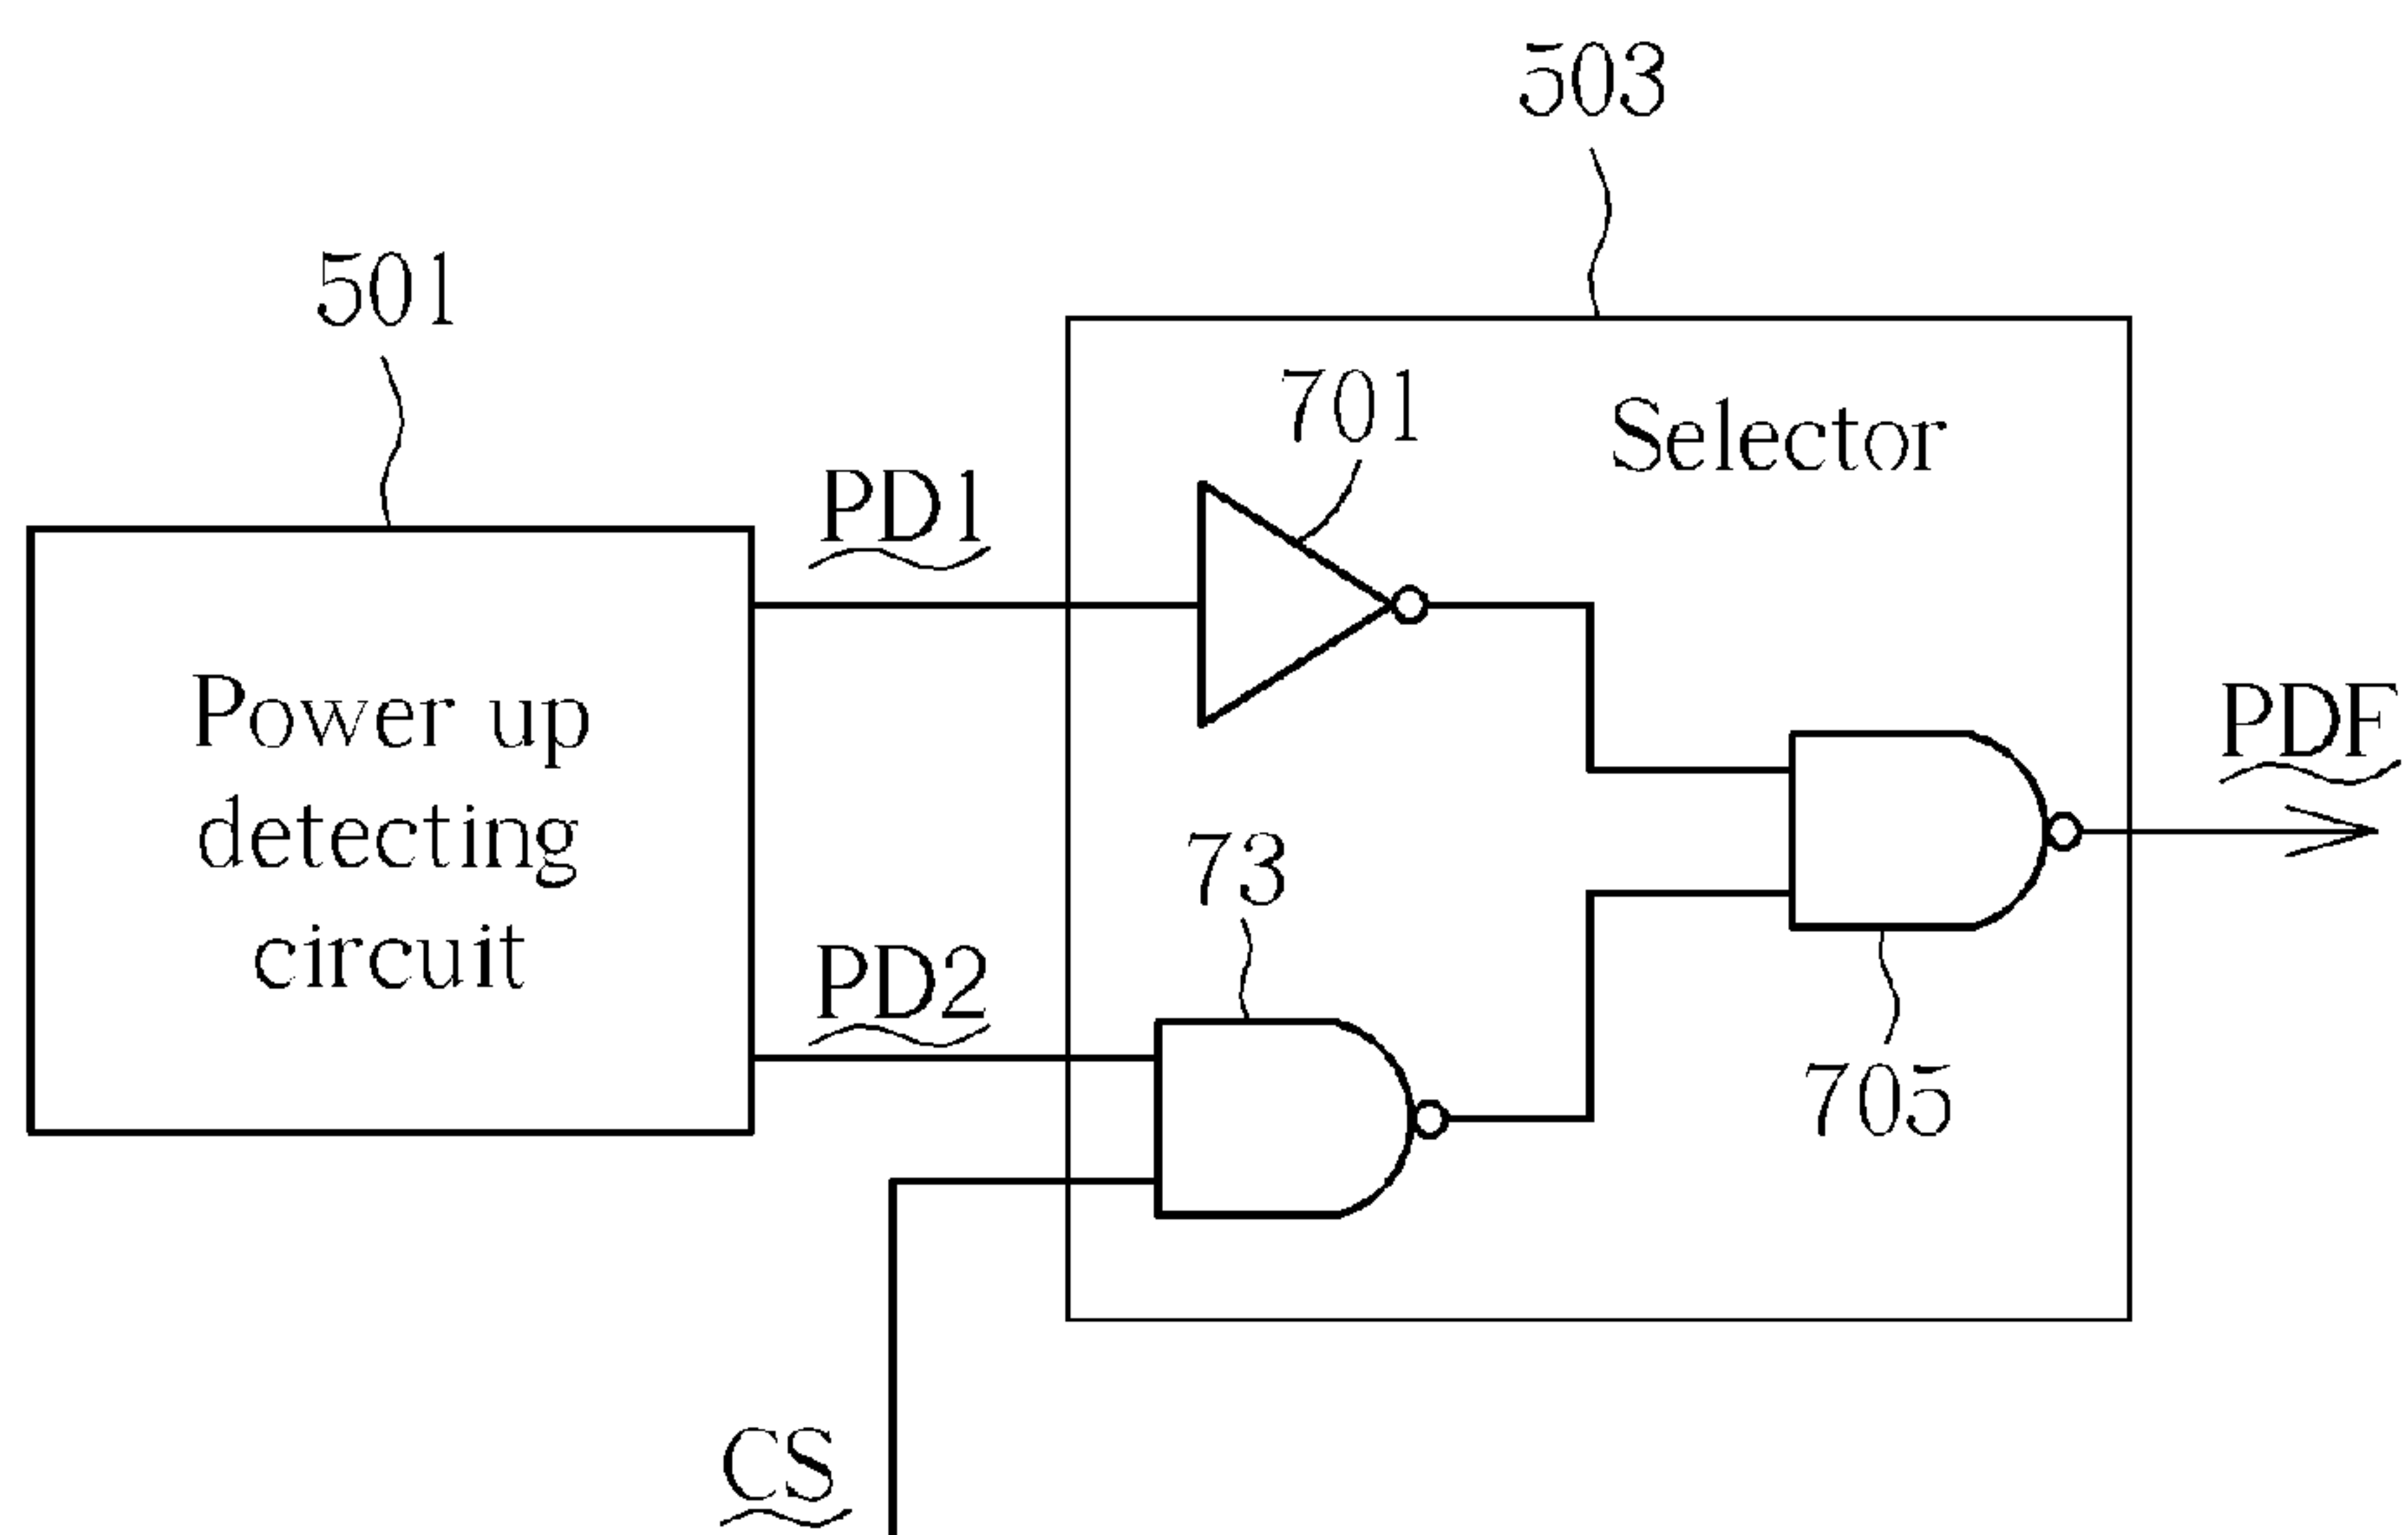 503
501
701
Selector
PD1
Power up
detecting
circuit
PDF
73
PD2
705
CS